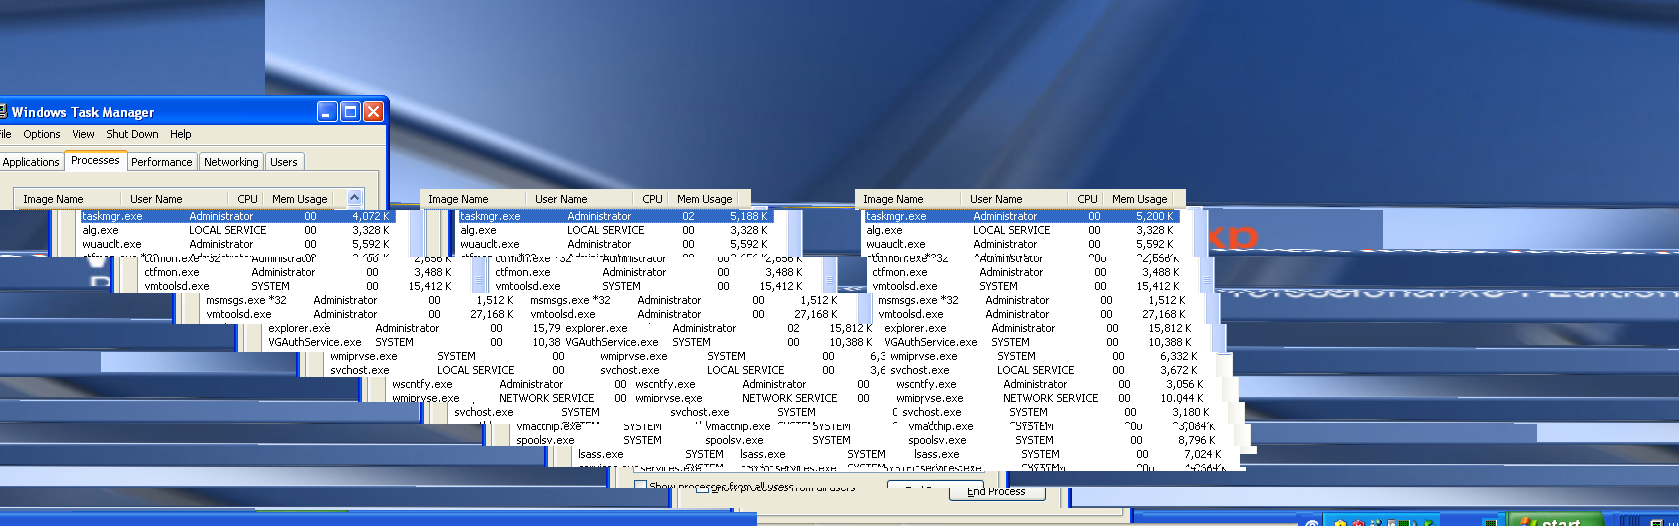 Windows Task Manager
Options View Shut Down Help
Applications Processes Performance Networking Users
Image Name User Name CPU Mem Usage Image Name User Name CPU Mem Usage Image Name User Name CPU Mem Usage
taskmgr.exe Administrator 00 4,072 K taskmgr.exe Administrator 02 5,188 K taskmgr.exe Administrator 00 5,200 K
alg.exe LOCAL SERVICE 00 3,328 K alg.exe LOCAL SERVICE 00 3,328 K alg.exe LOCAL SERVICE 00 3,328 K
xp
wuauclt.exe Administrator 00 5,592 K wuauclt.exe Administrator 00 5,592 K wuauclt.exe Administrator 00 5,592 K
ctfmon.exe Administrator 00 3,488 K ctfmon.exe Administrator 00 3,488 K ctfmon.exe Administrator 00 3,488 K
vmtoolsd.exe SYSTEM 00 15,412 K vmtoolsd.exe SYSTEM 00 15,412 K vmtoolsd.exe SYSTEM 00 15,412 K
msmsgs.exe *32 Administrator 00 1,512 K msmsgs.exe *32 Administrator 00 1,512 K msmsgs.exe *32 Administrator 00 1,512 K
vmtoolsd.exe Administrator 00 27,168 K vmtoolsd.exe Administrator 00 27,168 K vmtoolsd.exe Administrator 00 27,168 K
explorer.exe Administrator 00 15,79 explorer.exe Administrator 02 15,812 K explorer.exe Administrator 00 15,812 K
VGAuthService.exe SYSTEM 00 10,38 VGAuthService.exe SYSTEM 00 10,388 K VGAuthService.exe SYSTEM 00 10,388 K
wmiprvse.exe SYSTEM 00 wmiprvse.exe SYSTEM 00 6,3 wmiprvse.exe SYSTEM 00 6,332 K
svchost.exe LOCAL SERVICE 00 svchost.exe LOCAL SERVICE 00 3,6 svchost.exe LOCAL SERVICE 00 3,672 K
wscntfy.exe Administrator 00 wscntfy.exe Administrator 00 wscntfy.exe Administrator 00 3,056 K
wmiprvse.exe NETWORK SERVICE 00 wmiprvse.exe NETWORK SERVICE 00 wmiprvse.exe NETWORK SERVICE 00 10,044 K
svchost.exe SYSTEM svchost.exe SYSTEM svchost.exe SYSTEM 00 3,180 K
spoolsv.exe SYSTEM spoolsv.exe SYSTEM spoolsv.exe SYSTEM 00 8,796 K
lsass.exe SYSTEM lsass.exe SYSTEM lsass.exe SYSTEM 00 7,024 K
Show processes from all users
End Process
start